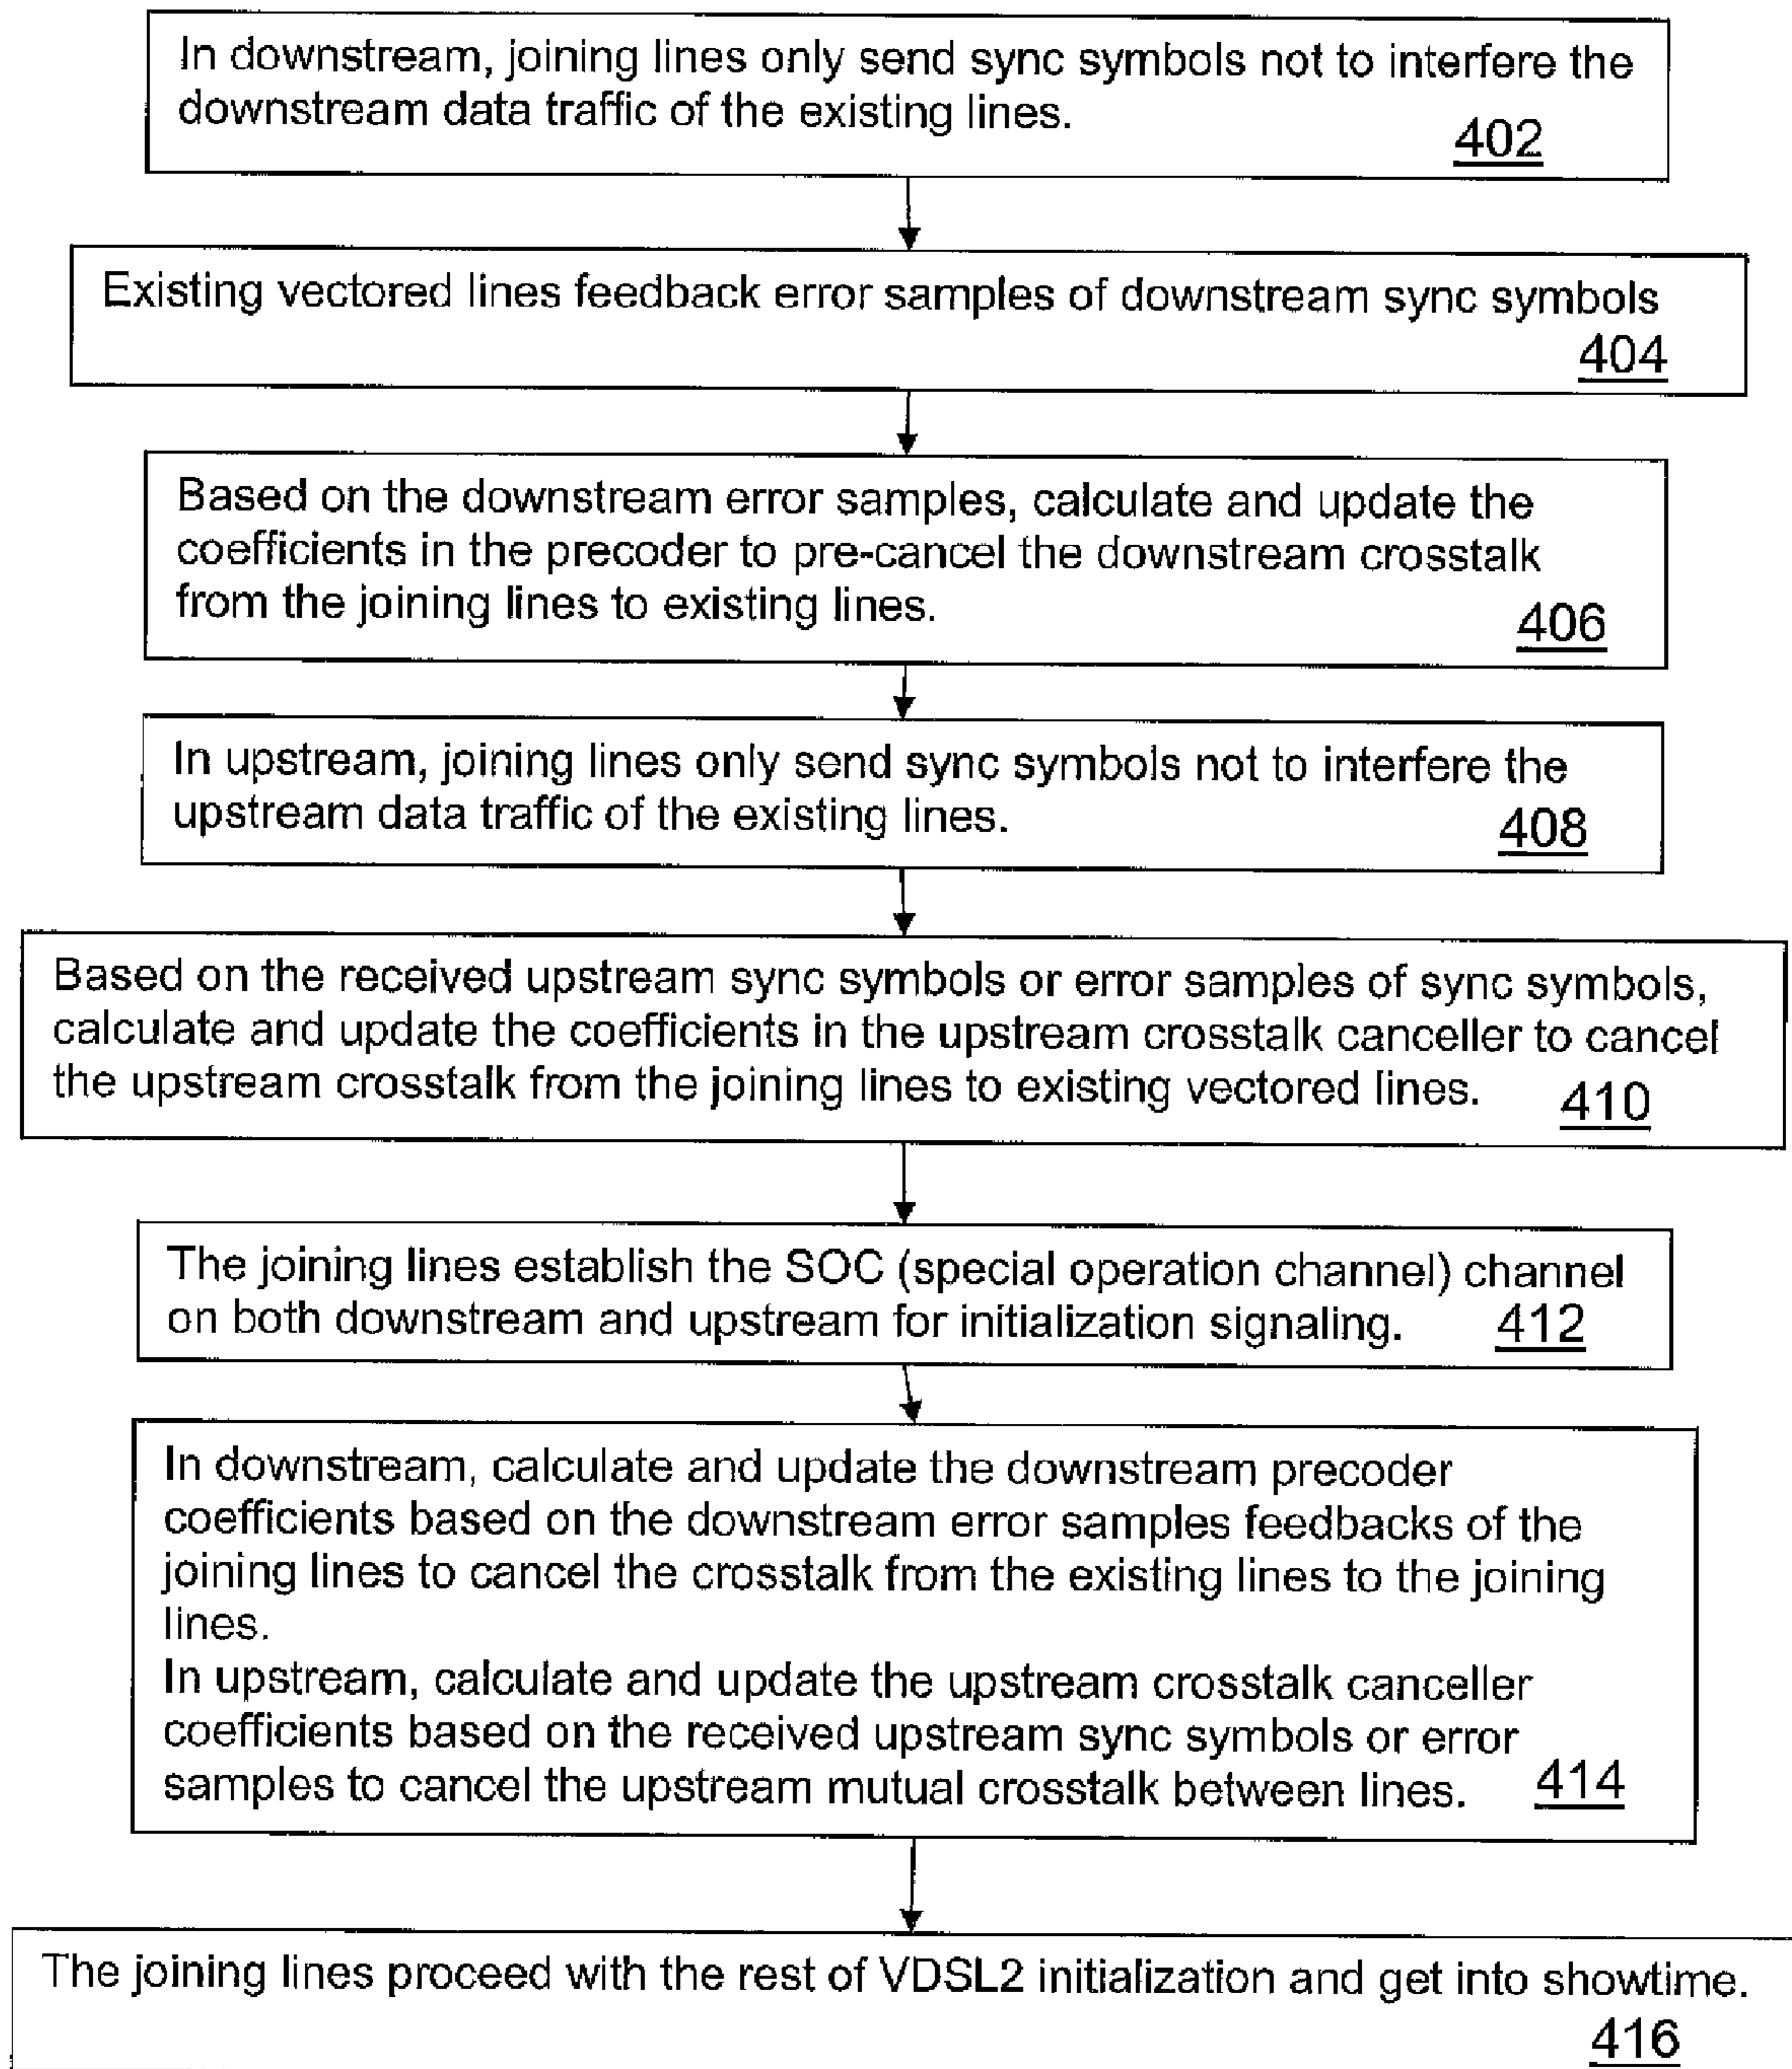 In downstream, joining lines only send sync symbols not to interfere the
downstream data traffic of the existing lines.
402
Existing vectored lines feedback error samples of downstream sync symbols
404
Based on the downstream error samples, calculate and update the
coefficients in the precoder to pre-cancel the downstream crosstalk
from the joining lines to existing lines.
406
In upstream, joining lines only send sync symbols not to interfere the
upstream data traffic of the existing lines.
408
Based on the received upstream sync symbols or error samples of sync symbols,
calculate and update the coefficients in the upstream crosstalk canceller to cancel
the upstream crosstalk from the joining lines to existing vectored lines.
410
The joining lines establish the SOC (special operation channel) channel
on both downstream and upstream for initialization signaling.
412
In downstream, calculate and update the downstream precoder
coefficients based on the downstream error samples feedbacks of the
joining lines to cancel the crosstalk from the existing lines to the joining
lines.
In upstream, calculate and update the upstream crosstalk canceller
coefficients based on the received upstream sync symbols or error
samples to cancel the upstream mutual crosstalk between lines.
414
The joining lines proceed with the rest of VDSL2 initialization and get into showtime.
416